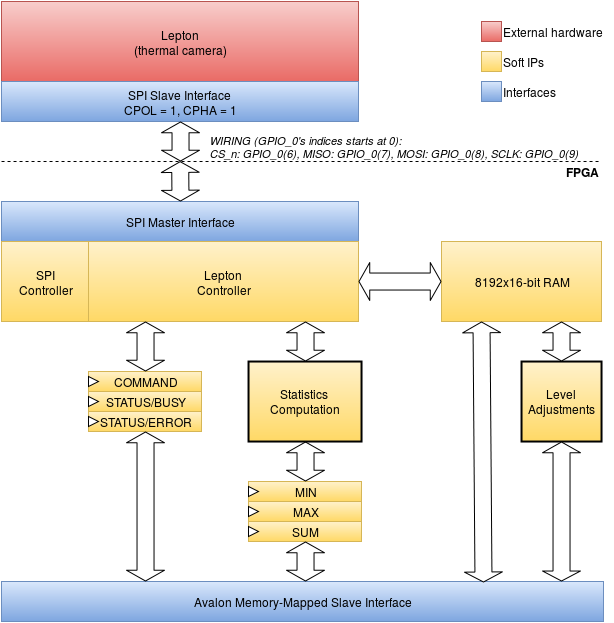 Lepton
(thermal camera)
External hardware
Soft IPs
Interfaces
SPI Slave Interface
CPOL = 1, CPHA = 1
WIRING (GPIO_0's indices starts at 0):
CS_n: GPIO_0(6), MISO: GPIO_0(7), MOSI: GPIO_0(8), SCLK: GPIO_0(9)
FPGA
SPI Master Interface
SPI
Controller
Lepton
Controller
8192x16-bit RAM
COMMAND
STATUS/BUSY
STATUS/ERROR
Statistics
Computation
Level
Adjustments
MIN
MAX
SUM
Avalon Memory-Mapped Slave Interface